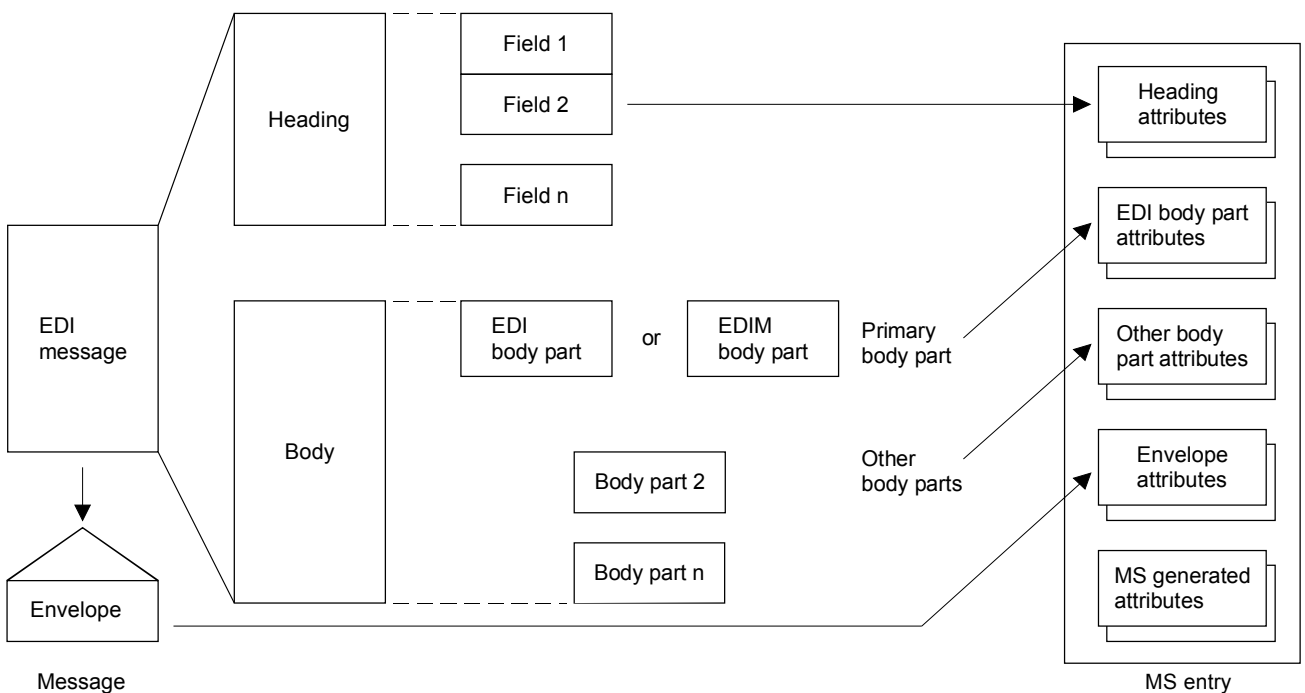 Field 1
Heading
Field 2
Field n
Heading
attributes
EDI body part
attributes
EDI
message
EDI
body part
or
EDIM
body part
Primary
body part
Other body
part attributes
Body
Other
body parts
Body part 2
Body part n
Envelope
attributes
MS generated
attributes
Envelope
Message
MS entry